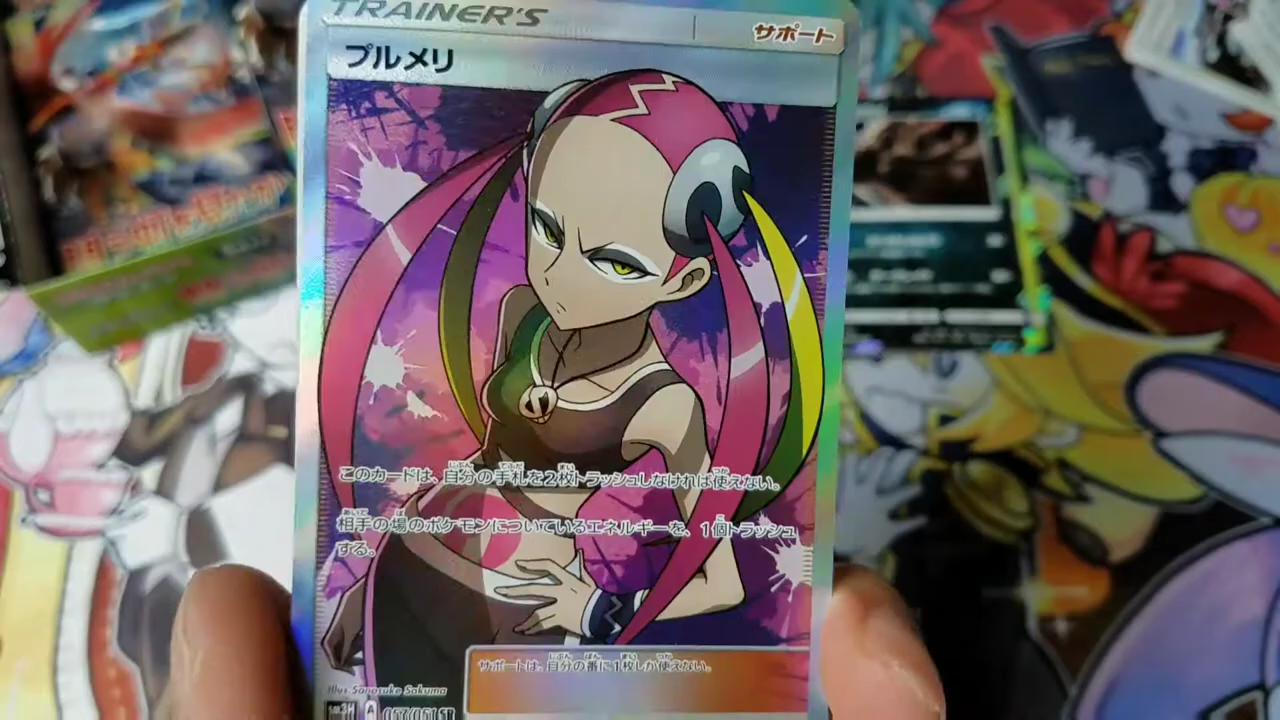 TRAINER'S
サポート
プルメリ
このカードは、自分の手札を2枚トラッシュしなければ使えない。
相手の場のポケモンについているエネルギーを、1個トラッシュ
する。
サポートは、自分の番に1枚しか使えない。
Illus. Sanosuke Sakuma
SR